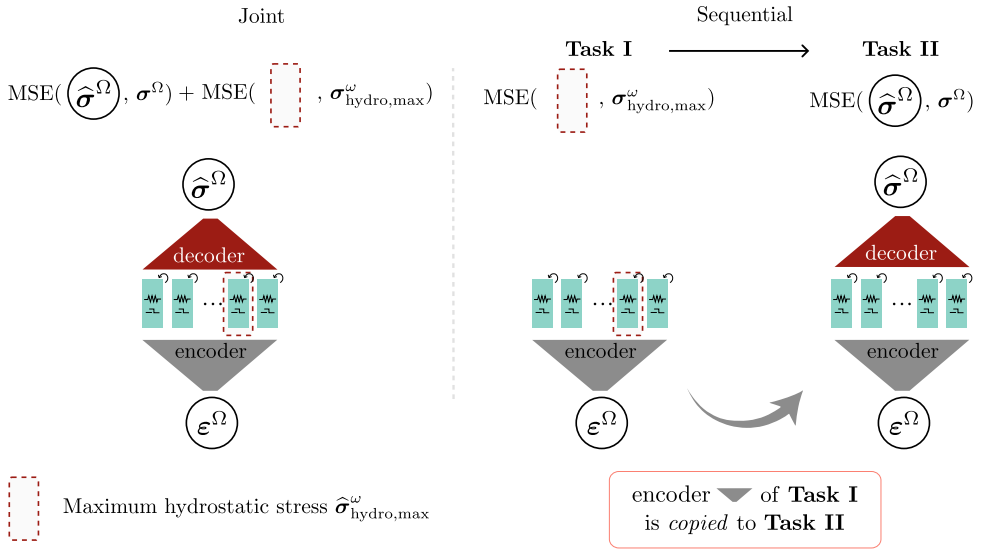 Joint
MSE( σ̂^Ω , σ^Ω) + MSE( , σ^ω_hydro,max)
σ̂^Ω
decoder
...
encoder
ε^Ω
Sequential
Task I
Task II
MSE( , σ^ω_hydro,max)
MSE( σ̂^Ω , σ^Ω)
...
encoder
ε^Ω
σ̂^Ω
decoder
...
encoder
ε^Ω
Maximum hydrostatic stress σ̂^ω_hydro,max
encoder of Task I
is copied to Task II